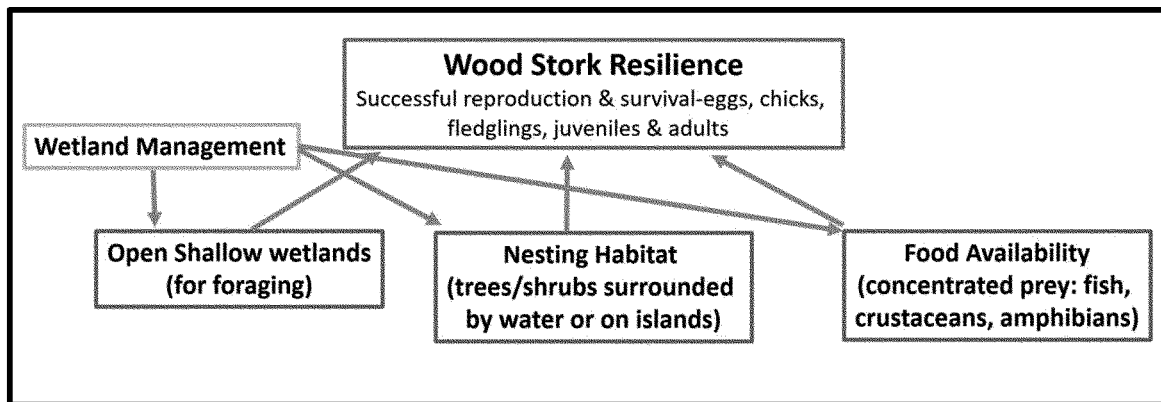 Wood Stork Resilience
Successful reproduction & survival-eggs, chicks,
fledglings, juveniles & adults
Wetland Management
Open Shallow wetlands
(for foraging)
Nesting Habitat
(trees/shrubs surrounded
by water or on islands)
Food Availability
(concentrated prey: fish,
crustaceans, amphibians)